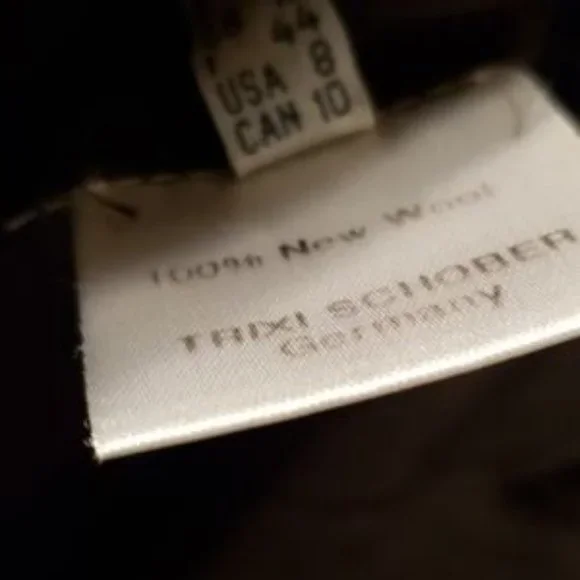 44
USA 8
CAN 10
100% New Wool
TRIXI SCHOBER
Germany